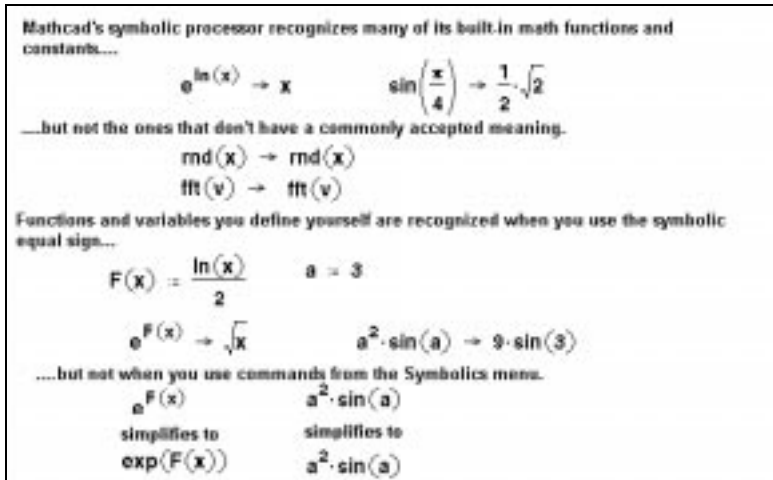 Mathcad's symbolic processor recognizes many of its built-in math functions and
constants....
e^ln(x) → x    sin(π/4) → 1/2·√2
....but not the ones that don't have a commonly accepted meaning.
rnd(x) → rnd(x)
fft(v) → fft(v)
Functions and variables you define yourself are recognized when you use the symbolic
equal sign...
F(x) := ln(x)/2    a := 3
e^F(x) → √x    a²·sin(a) → 9·sin(3)
....but not when you use commands from the Symbolics menu.
e^F(x)    a²·sin(a)
simplifies to    simplifies to
exp(F(x))    a²·sin(a)